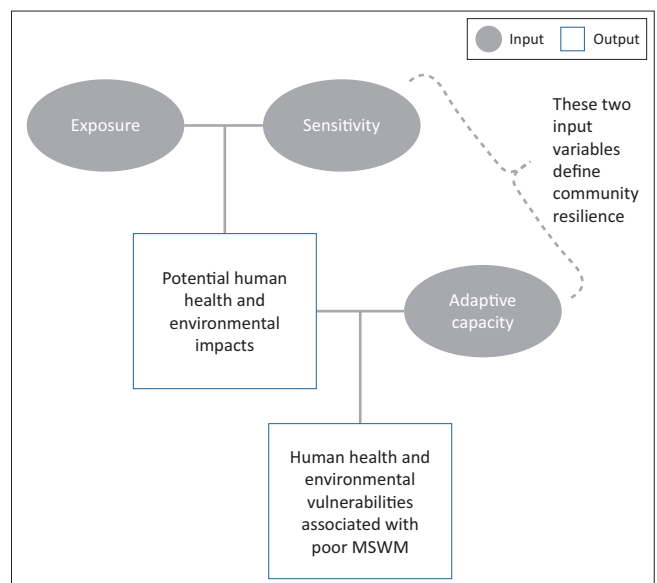 Input Output
Exposure
Sensitivity
These two
input
variables
define
community
resilience
Potential human
health and
environmental
impacts
Adaptive
capacity
Human health and
environmental
vulnerabilities
associated with
poor MSWM